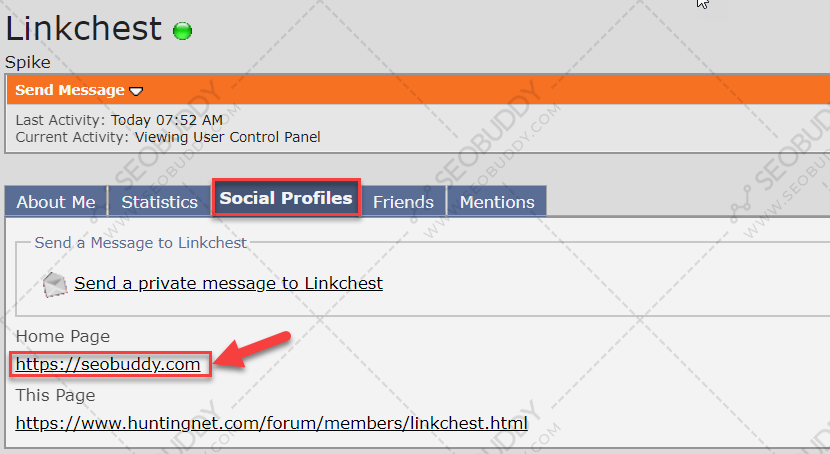 Linkchest
Spike
Send Message
Last Activity: Today 07:52 AM
Current Activity: Viewing User Control Panel
About Me Statistics Social Profiles Friends Mentions
Send a Message to Linkchest
Send a private message to Linkchest
Home Page
https://seobuddy.com
This Page
https://www.huntingnet.com/forum/members/linkchest.html
SEOBUDDY
WWW.SEOBUDDY.COM